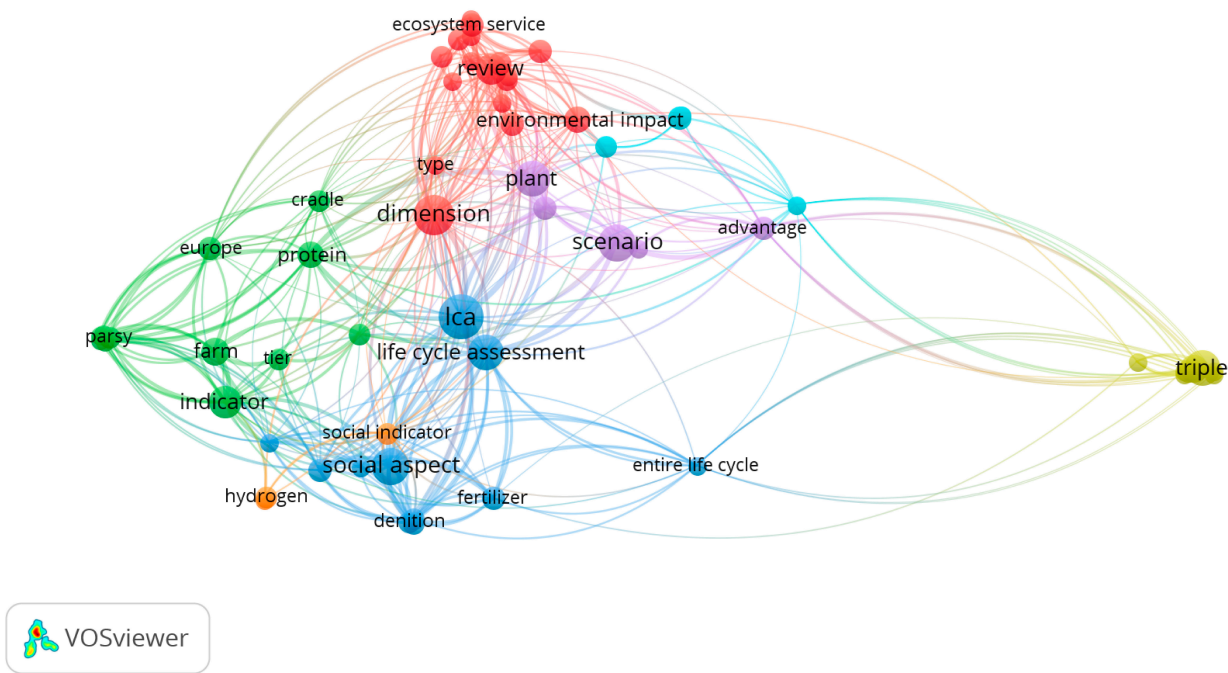 ecosystem service
review
environmental impact
type
plant
cradle
dimension
advantage
europe
protein
scenario
lca
parsy
farm
tier
life cycle assessment
triple
indicator
social indicator
social aspect
entire life cycle
hydrogen
fertilizer
denition
VOSviewer